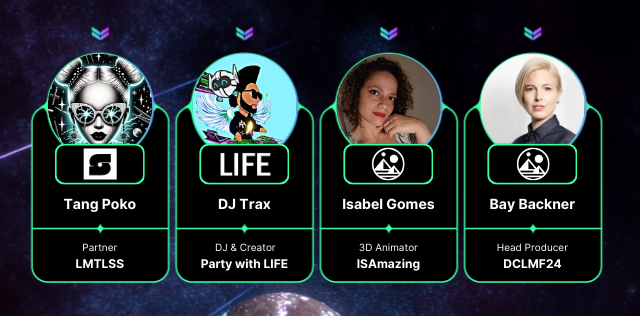 LIFE
Tang Poko
DJ Trax
Isabel Gomes
Bay Backner
Partner
LMTLSS
DJ & Creator
Party with LIFE
3D Animator
ISAmazing
Head Producer
DCLMF24